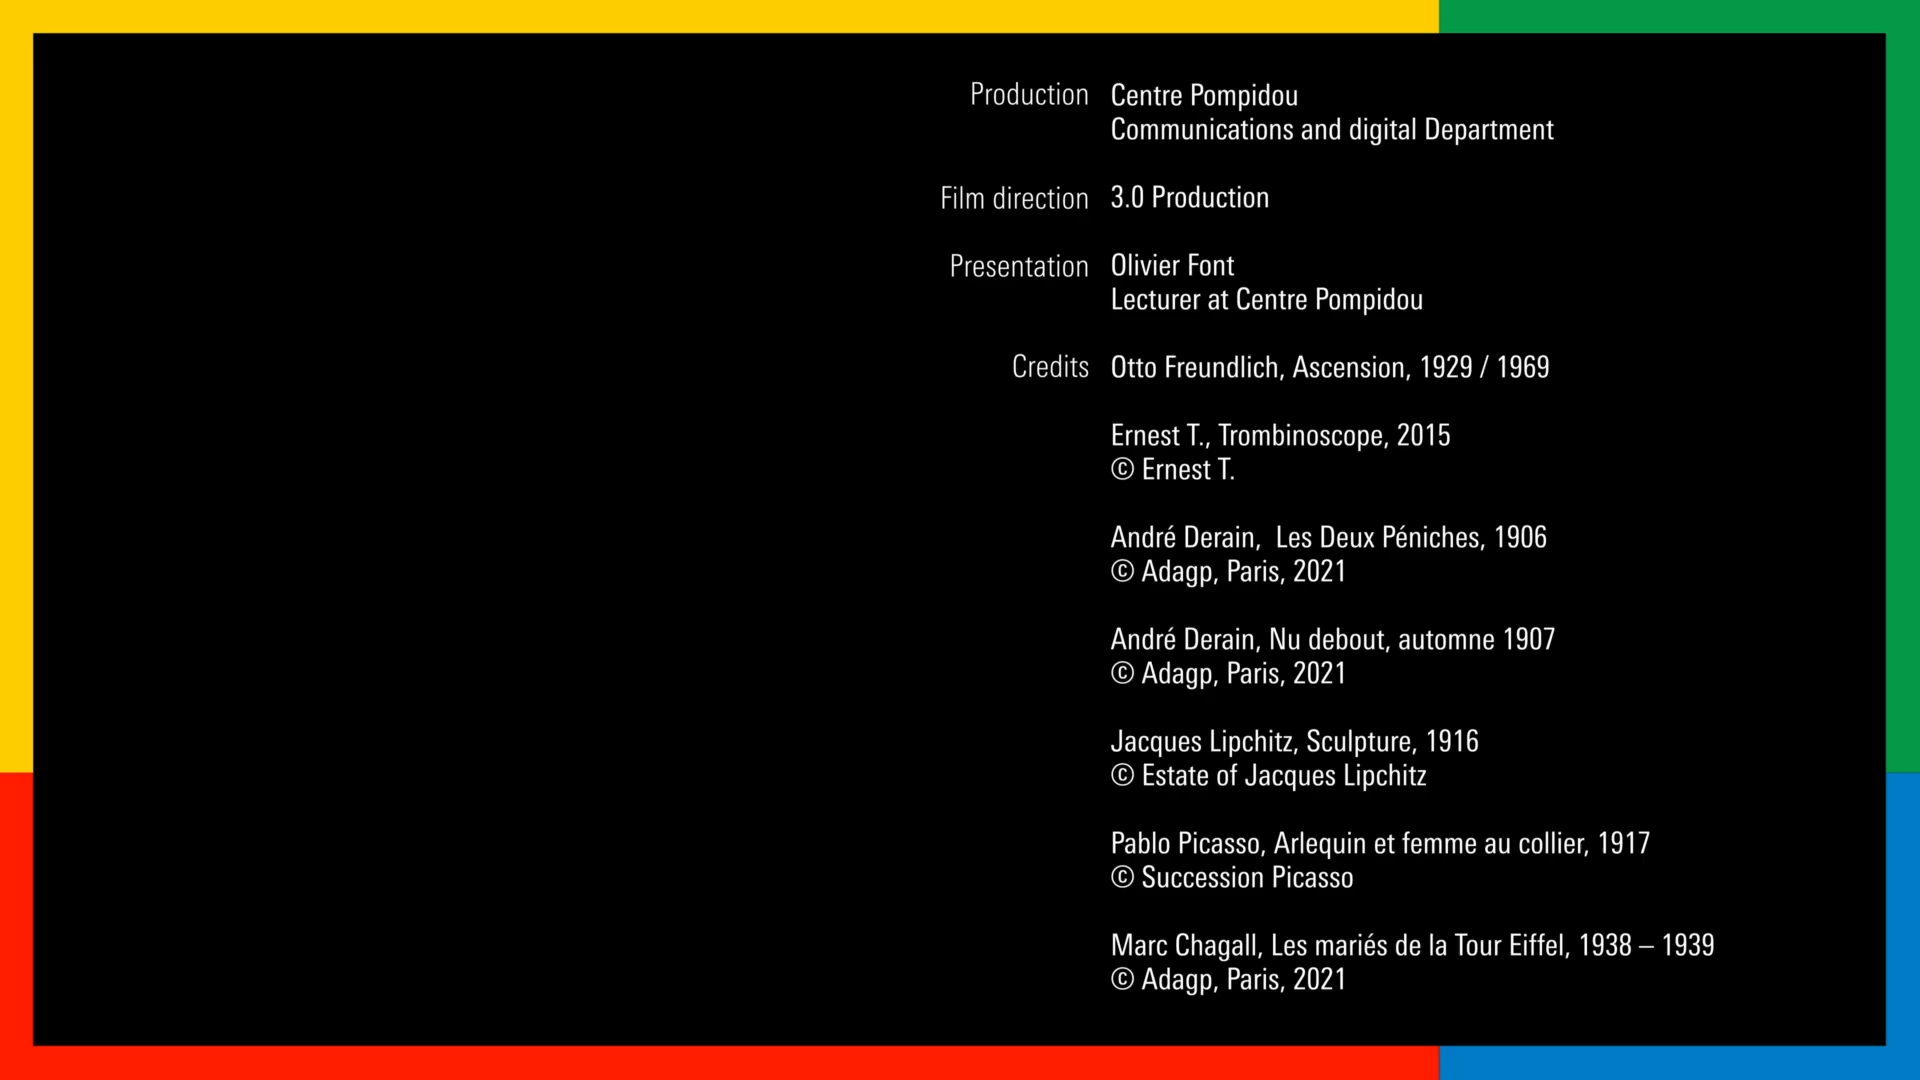 Production Centre Pompidou
Communications and digital Department
Film direction 3.0 Production
Presentation Olivier Font
Lecturer at Centre Pompidou
Credits Otto Freundlich, Ascension, 1929 / 1969
Ernest T., Trombinoscope, 2015
© Ernest T.
André Derain, Les Deux Péniches, 1906
© Adagp, Paris, 2021
André Derain, Nu debout, automne 1907
© Adagp, Paris, 2021
Jacques Lipchitz, Sculpture, 1916
© Estate of Jacques Lipchitz
Pablo Picasso, Arlequin et femme au collier, 1917
© Succession Picasso
Marc Chagall, Les mariés de la Tour Eiffel, 1938 – 1939
© Adagp, Paris, 2021